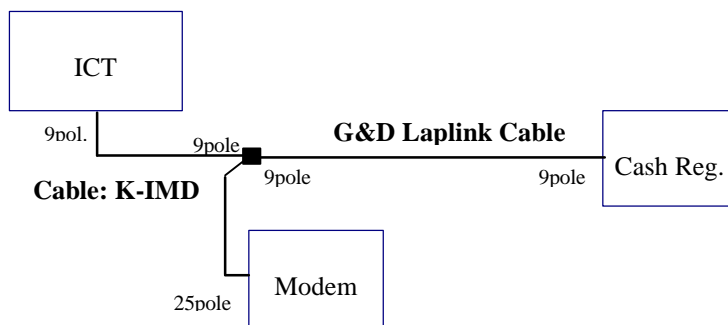 ICT
9pol.
9pole
G&D Laplink Cable
Cable: K-IMD
9pole
9pole
Cash Reg.
25pole
Modem